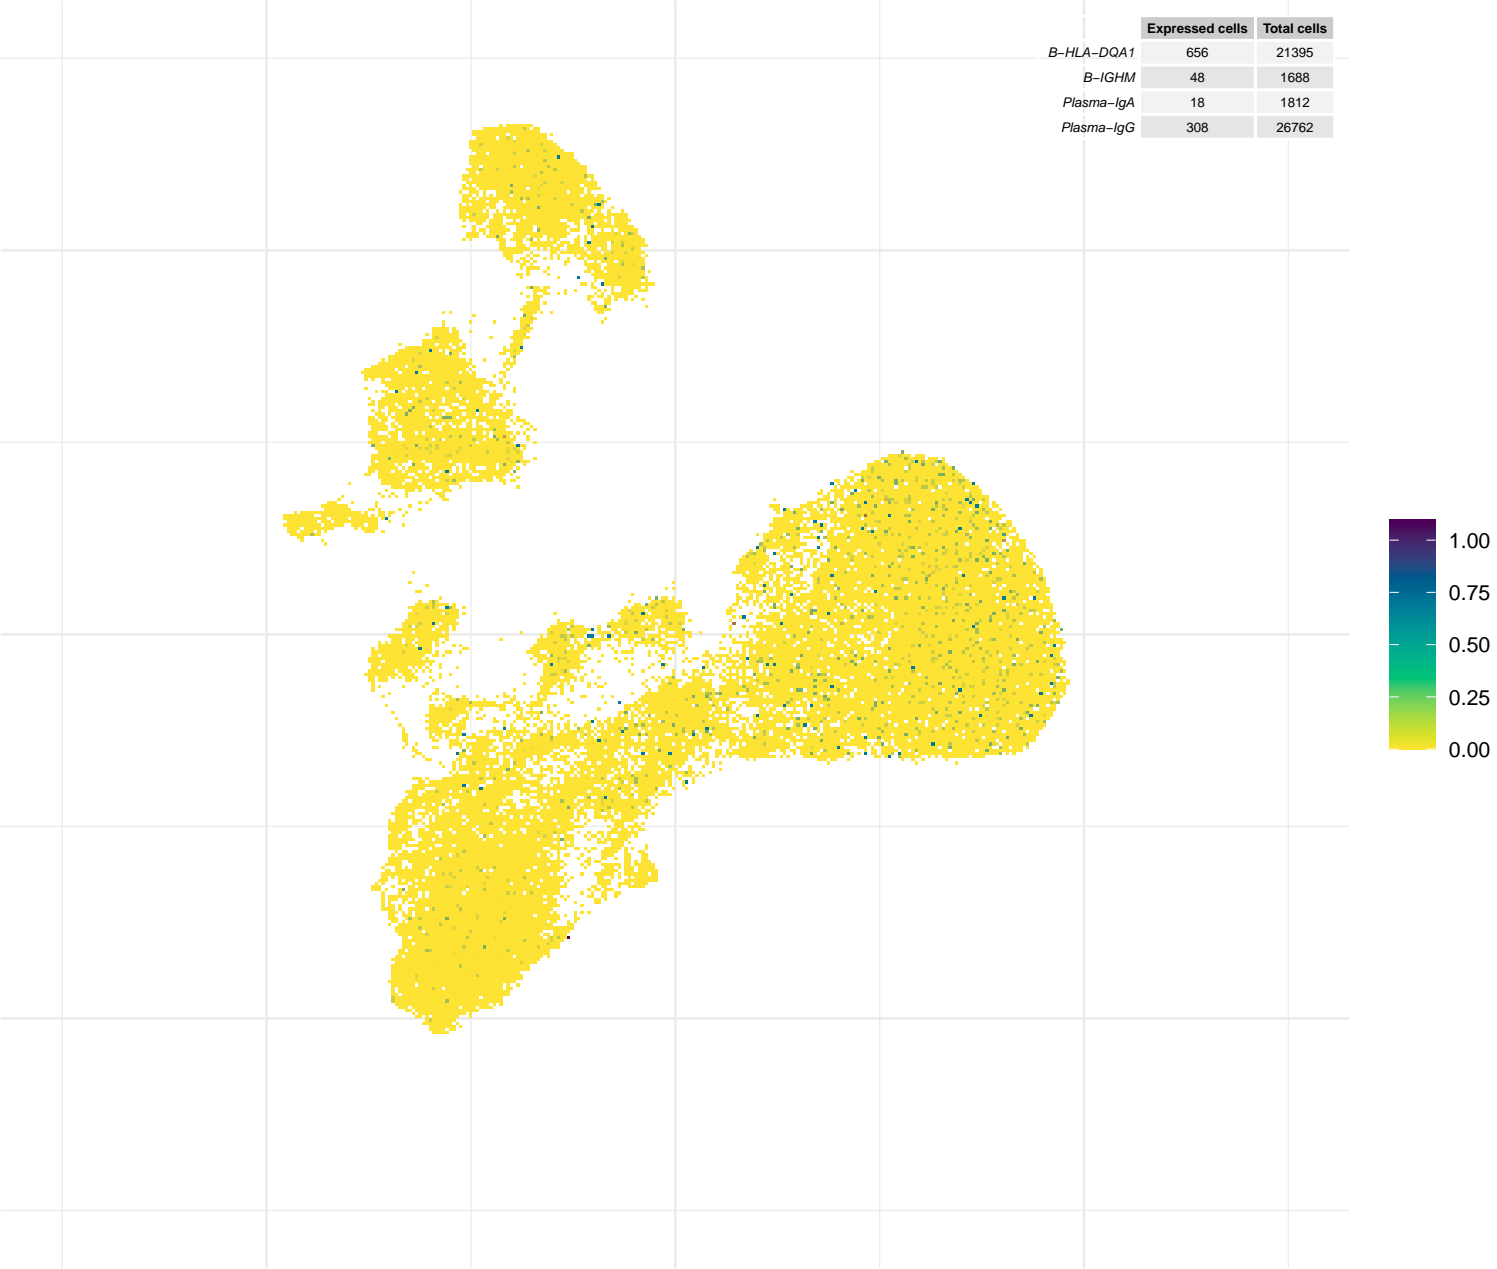 Expressed cells Total cells
B−HLA−DQA1 656 21395
B−IGHM 48 1688
Plasma−IgA 18 1812
Plasma−IgG 308 26762
1.00
0.75
0.50
0.25
0.00